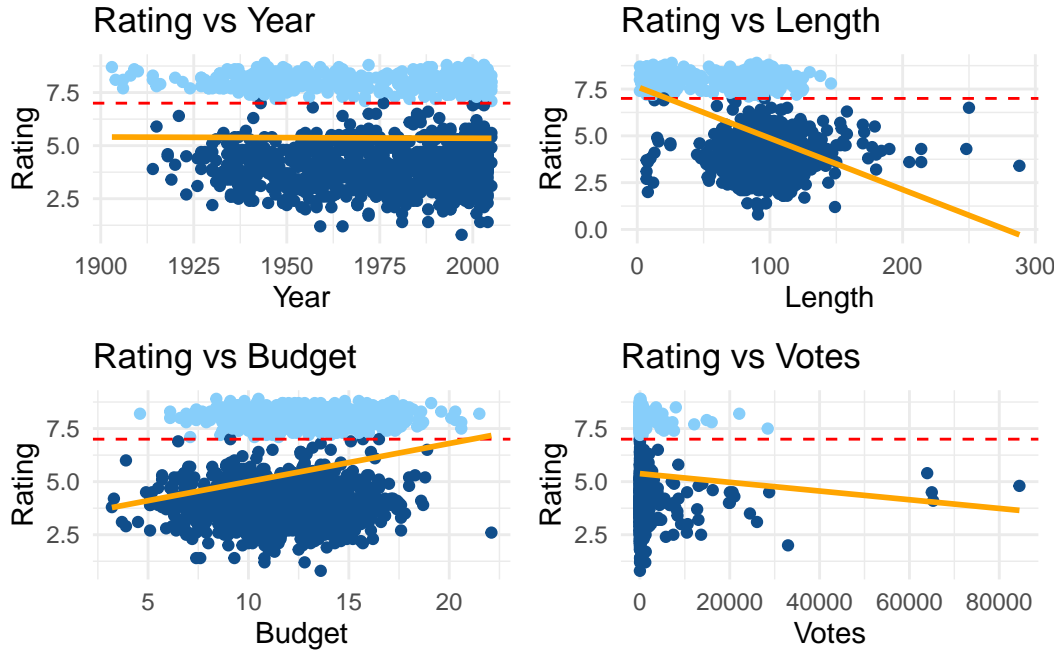 Rating vs Year
Rating
7.5
5.0
2.5
1900 1925 1950 1975 2000
Year
Rating vs Length
Rating
7.5
5.0
2.5
0.0
0 100 200 300
Length
Rating vs Budget
Rating
7.5
5.0
2.5
5 10 15 20
Budget
Rating vs Votes
Rating
7.5
5.0
2.5
0 20000 40000 60000 80000
Votes